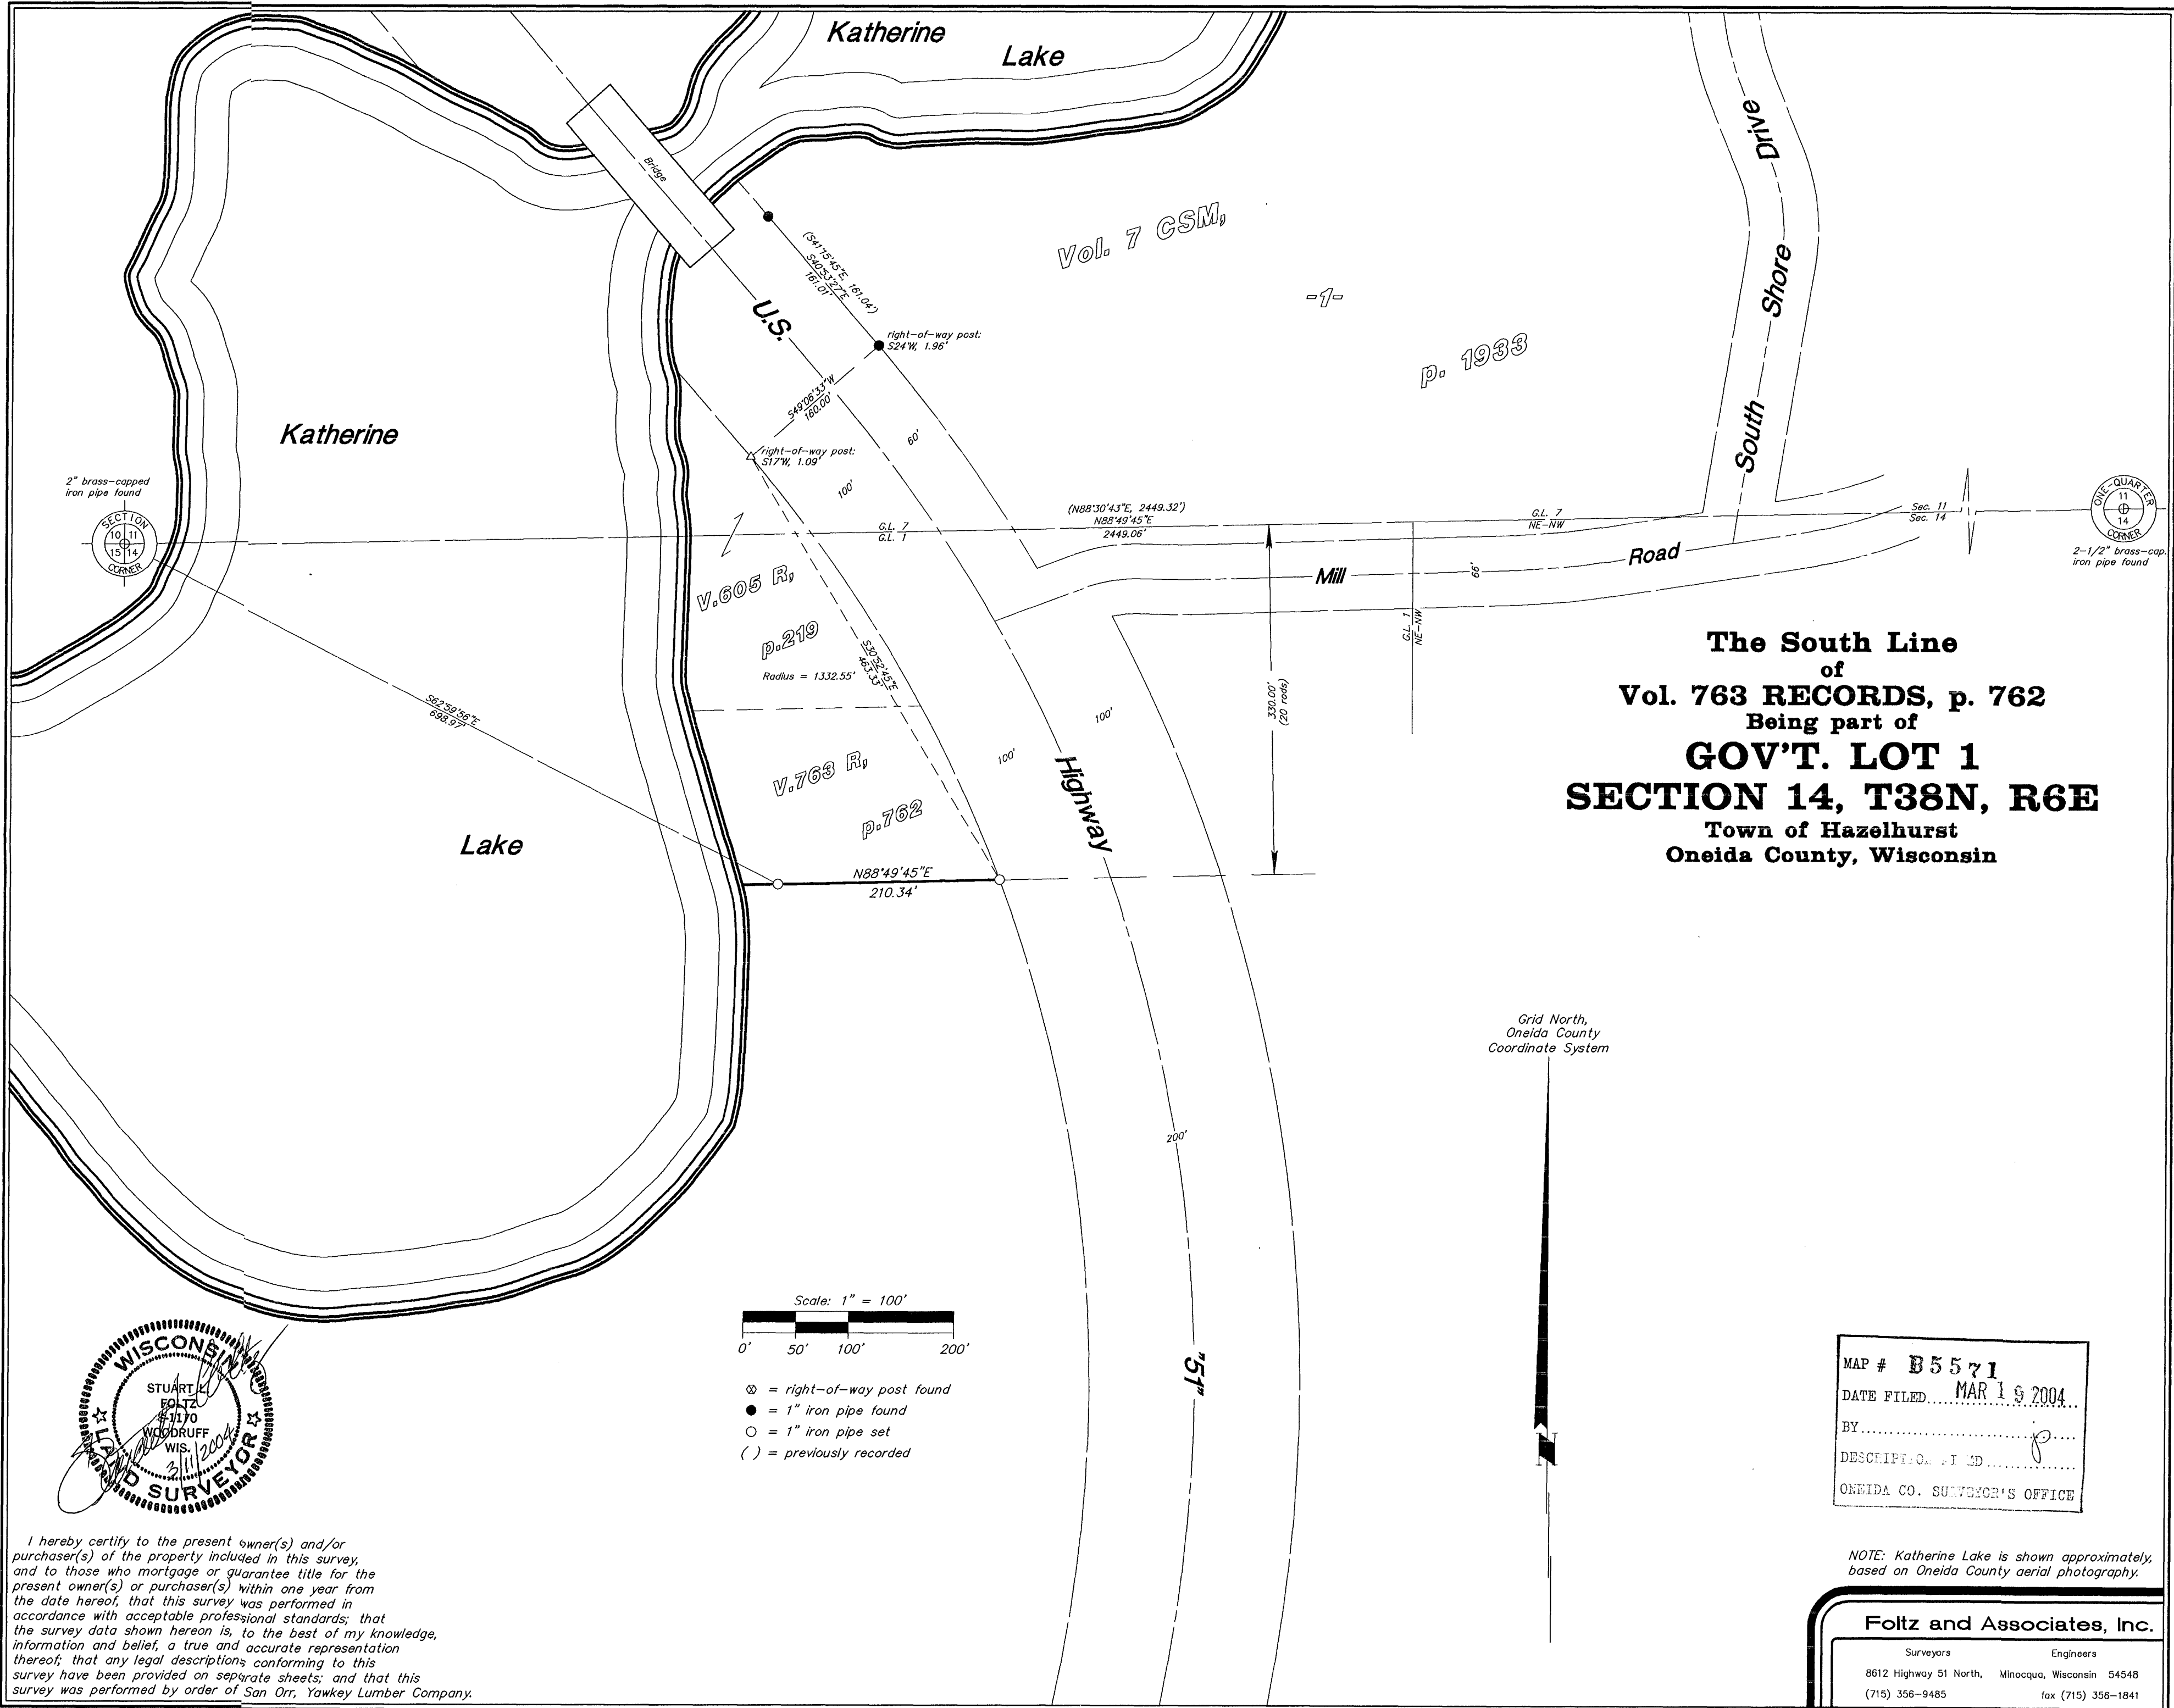 Katherine
Lake
Bridge
(S41°15'45"E, 161.04')
S40°53'27"E
161.01'
U.S.
right-of-way post:
S24°W, 1.96'
S49°06'33"W
160.00'
right-of-way post:
S17°W, 1.09'
60'
100'
Vol. 7 CSM,
-1-
p. 1933
South Shore Drive
Katherine
2" brass-capped
iron pipe found
SECTION
10 11
15 14
CORNER
G.L. 7
G.L. 1
(N88°30'43"E, 2449.32')
N88°49'45"E
2449.06'
G.L. 7
NE-NW
Sec. 11
Sec. 14
ONE-QUARTER
11
14
CORNER
2-1/2" brass-cap.
iron pipe found
Mill Road
66'
G.L. 1
NE-NW
V.605 R,
p.219
Radius = 1332.55'
S30°52'45"E
463.33'
S62°59'56"E
698.97'
330.00'
(20 rods)
100'
100'
V.763 R,
p.762
Highway
Lake
N88°49'45"E
210.34'
The South Line
of
Vol. 763 RECORDS, p. 762
Being part of
GOV'T. LOT 1
SECTION 14, T38N, R6E
Town of Hazelhurst
Oneida County, Wisconsin
Grid North,
Oneida County
Coordinate System
N
200'
"51"
Scale: 1" = 100'
0' 50' 100' 200'
⊗ = right-of-way post found
● = 1" iron pipe found
○ = 1" iron pipe set
( ) = previously recorded
WISCONSIN
STUART L.
FOLTZ
S-1170
WOODRUFF
WIS.
3/11/2004
LAND SURVEYOR
MAP # B5571
DATE FILED MAR 19 2004
BY
DESCRIPTION FILED
ONEIDA CO. SURVEYOR'S OFFICE
I hereby certify to the present owner(s) and/or
purchaser(s) of the property included in this survey,
and to those who mortgage or guarantee title for the
present owner(s) or purchaser(s) within one year from
the date hereof, that this survey was performed in
accordance with acceptable professional standards; that
the survey data shown hereon is, to the best of my knowledge,
information and belief, a true and accurate representation
thereof; that any legal descriptions conforming to this
survey have been provided on separate sheets; and that this
survey was performed by order of San Orr, Yawkey Lumber Company.
NOTE: Katherine Lake is shown approximately,
based on Oneida County aerial photography.
Foltz and Associates, Inc.
Surveyors Engineers
8612 Highway 51 North, Minocqua, Wisconsin 54548
(715) 356-9485 fax (715) 356-1841